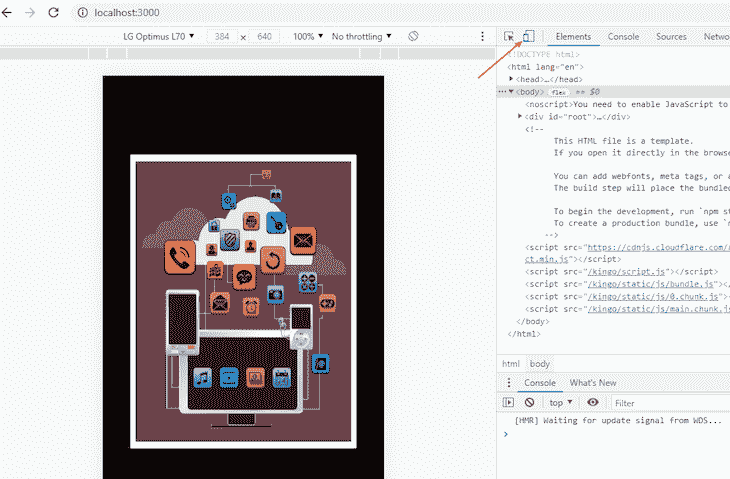 localhost:3000
LG Optimus L70 ▼ 384 × 640 100% ▼ No throttling ▼
Elements Console Sources Netwo
<!DOCTYPE html>
<html lang="en">
<head>…</head>
<body> flex == $0
<noscript>You need to enable JavaScript to
<div id="root">…</div>
<!--
This HTML file is a template.
If you open it directly in the browse
You can add webfonts, meta tags, or a
The build step will place the bundled
To begin the development, run `npm st
To create a production bundle, use `n
-->
<script src="https://cdnjs.cloudflare.com/a
ct.min.js"></script>
<script src="/kingo/script.js"></script>
<script src="/kingo/static/js/bundle.js"></script>
<script src="/kingo/static/js/0.chunk.js"></script>
<script src="/kingo/static/js/main.chunk.js
</body>
</html>
html body
Console What's New
top ▼ Filter
[HMR] Waiting for update signal from WDS...